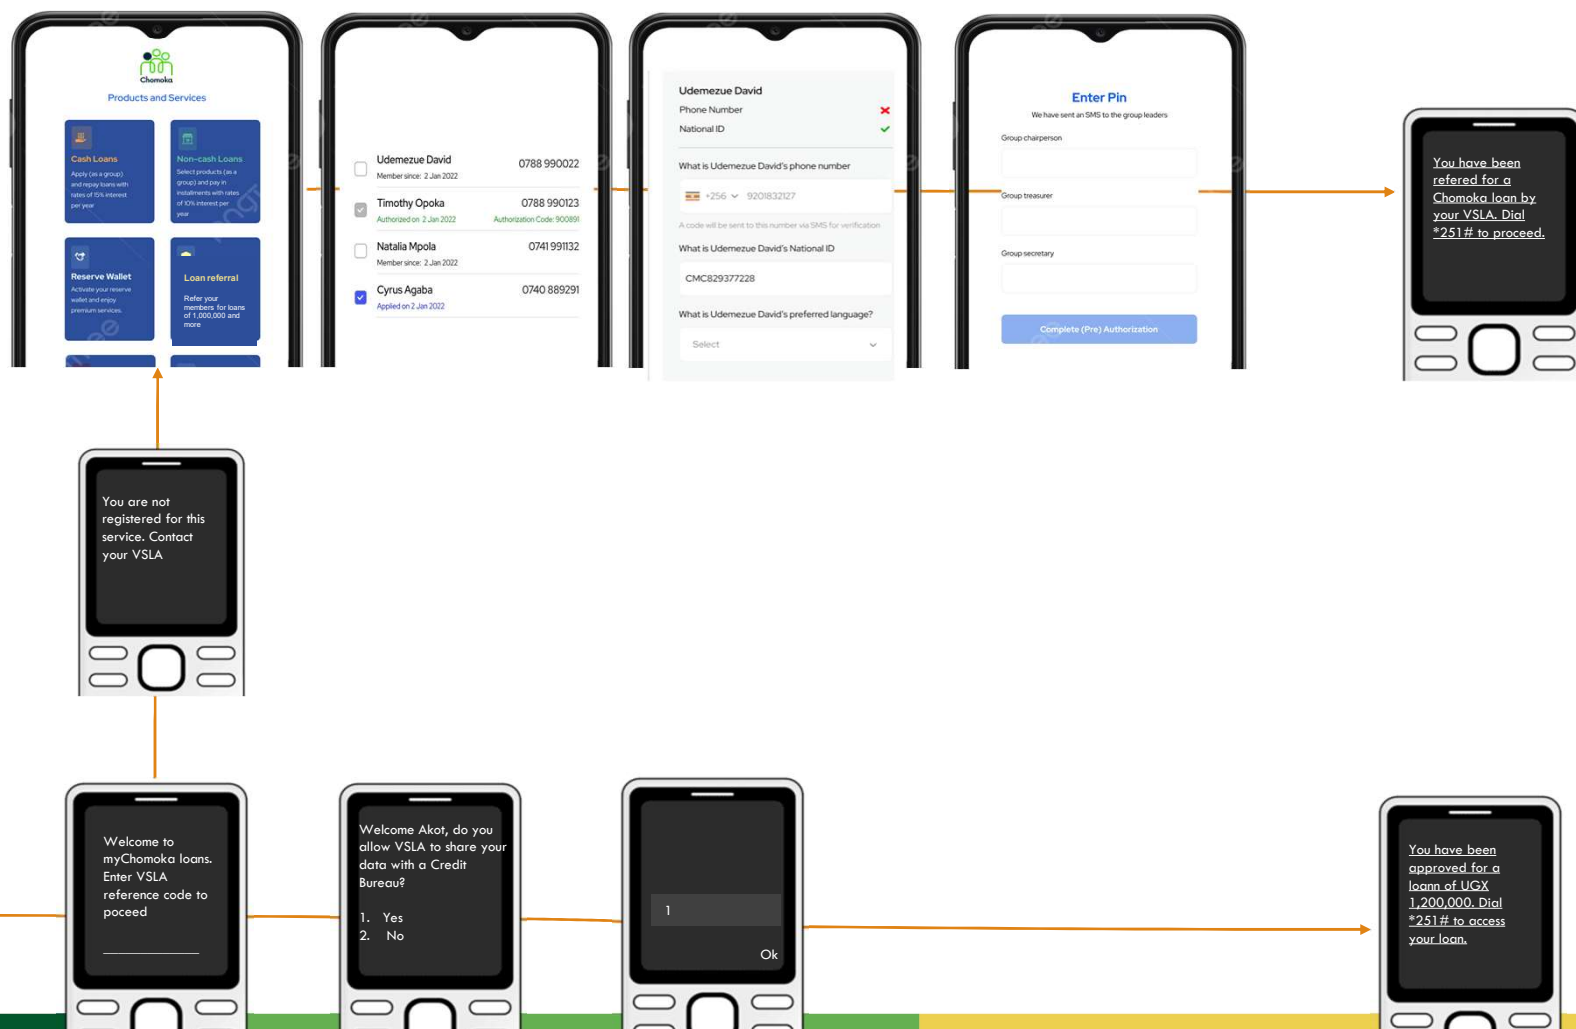 Chomoka
Products and Services
Cash Loans
Apply (as a group)
and repay loans with
rates of 15% interest
per year
Non-cash Loans
Select products (as a
group) and pay in
installments with rates
of 10% interest per
year
Reserve Wallet
Activate your reserve
wallet and enjoy
premium services.
Loan referral
Refer your
members for loans
of 1,000,000 and
more
Udemezue David 0788 990022
Member since: 2 Jan 2022
Timothy Opoka 0788 990123
Authorized on 2 Jan 2022 Authorization Code: 900891
Natalia Mpola 0741 991132
Member since: 2 Jan 2022
Cyrus Agaba 0740 889291
Applied on 2 Jan 2022
Udemezue David
Phone Number
National ID
What is Udemezue David's phone number
+256 9201832127
A code will be sent to this number via SMS for verification
What is Udemezue David's National ID
CMC829377228
What is Udemezue David's preferred language?
Select
Enter Pin
We have sent an SMS to the group leaders
Group chairperson
Group treasurer
Group secretary
Complete (Pre) Authorization
You have been
refered for a
Chomoka loan by
your VSLA. Dial
*251# to proceed.
You are not
registered for this
service. Contact
your VSLA
Welcome to
myChomoka loans.
Enter VSLA
reference code to
poceed
Welcome Akot, do you
allow VSLA to share your
data with a Credit
Bureau?
1. Yes
2. No
1
Ok
You have been
approved for a
loann of UGX
1,200,000. Dial
*251# to access
your loan.